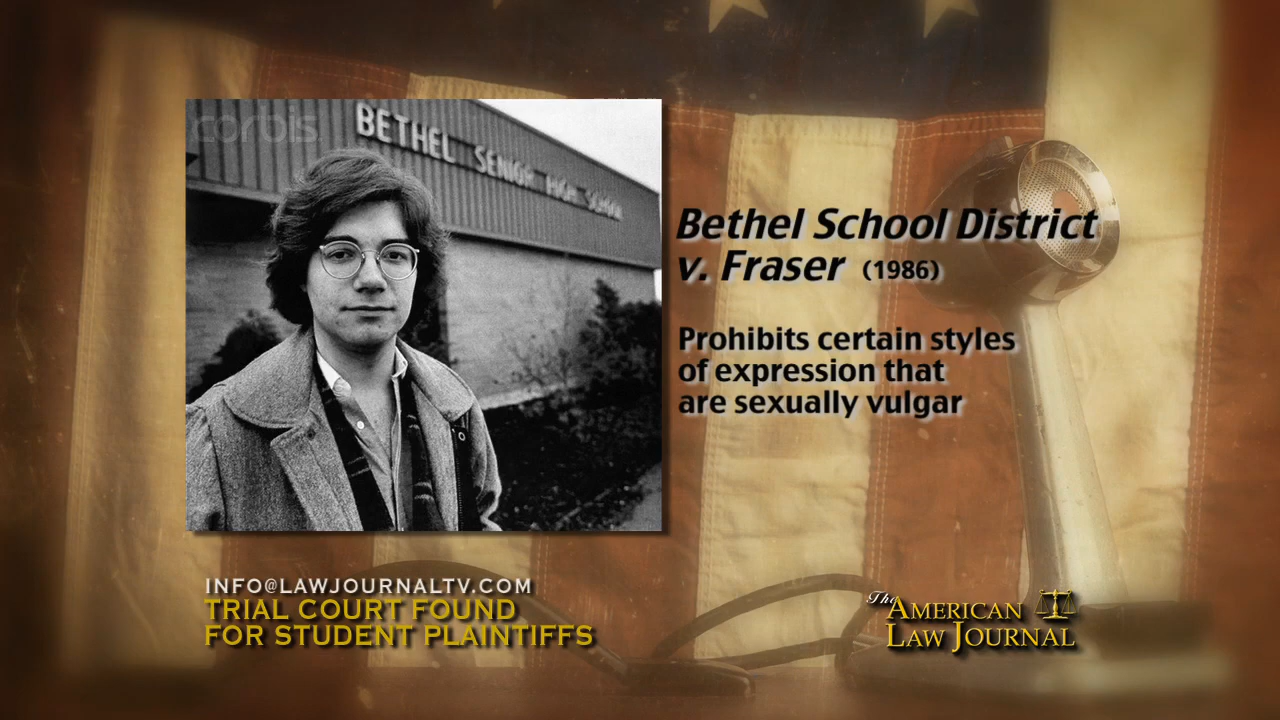 corbis.
BETHEL SENIOR HIGH SCHOOL
Bethel School District
v. Fraser (1986)
Prohibits certain styles
of expression that
are sexually vulgar
INFO@LAWJOURNALTV.COM
TRIAL COURT FOUND
FOR STUDENT PLAINTIFFS
The
AMERICAN
LAW JOURNAL